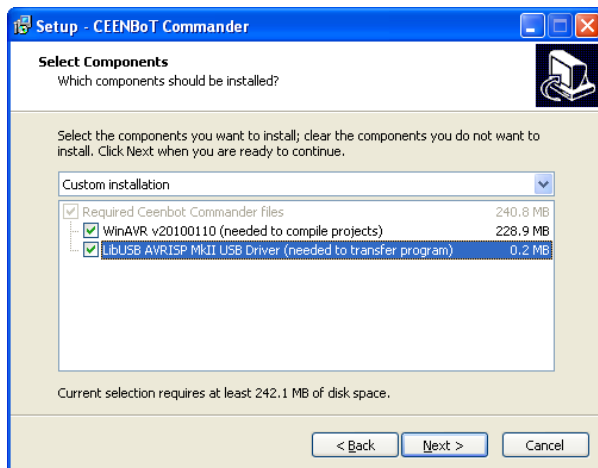 Setup - CEENBoT Commander
Select Components
Which components should be installed?
Select the components you want to install; clear the components you do not want to
install. Click Next when you are ready to continue.
Custom installation
Required Ceenbot Commander files 240.8 MB
WinAVR v20100110 (needed to compile projects) 228.9 MB
LibUSB AVRISP MkII USB Driver (needed to transfer program) 0.2 MB
Current selection requires at least 242.1 MB of disk space.
< Back Next > Cancel